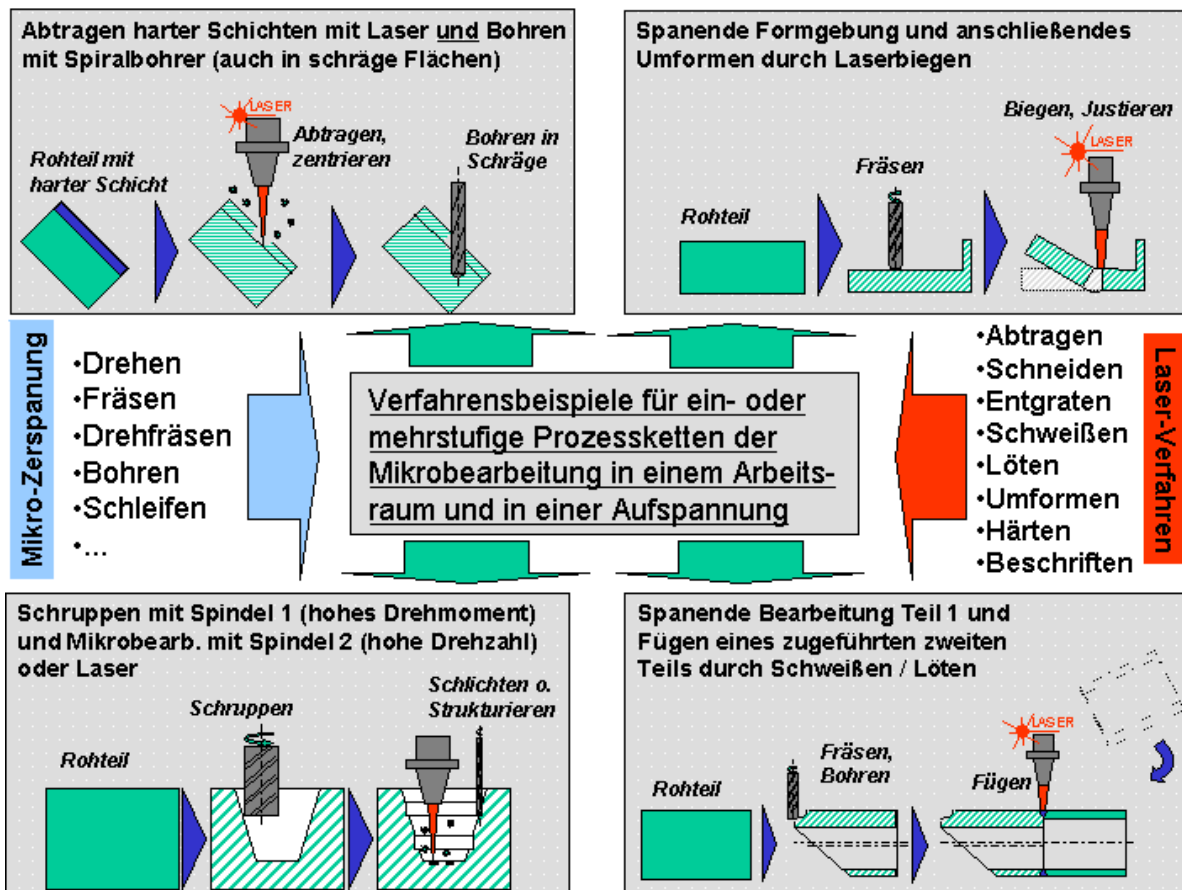 Abtragen harter Schichten mit Laser und Bohren
mit Spiralbohrer (auch in schräge Flächen)
LASER
Abtragen,
zentrieren
Bohren in
Schräge
Rohteil mit
harter Schicht
Spanende Formgebung und anschließendes
Umformen durch Laserbiegen
Biegen, Justieren
LASER
Fräsen
Rohteil
Mikro-Zerspanung
•Drehen
•Fräsen
•Drehfräsen
•Bohren
•Schleifen
•...
Verfahrensbeispiele für ein- oder
mehrstufige Prozessketten der
Mikrobearbeitung in einem Arbeits-
raum und in einer Aufspannung
•Abtragen
•Schneiden
•Entgraten
•Schweißen
•Löten
•Umformen
•Härten
•Beschriften
Laser-Verfahren
Schruppen mit Spindel 1 (hohes Drehmoment)
und Mikrobearb. mit Spindel 2 (hohe Drehzahl)
oder Laser
Schruppen
Schlichten o.
Strukturieren
Rohteil
Spanende Bearbeitung Teil 1 und
Fügen eines zugeführten zweiten
Teils durch Schweißen / Löten
LASER
Fräsen,
Bohren
Fügen
Rohteil